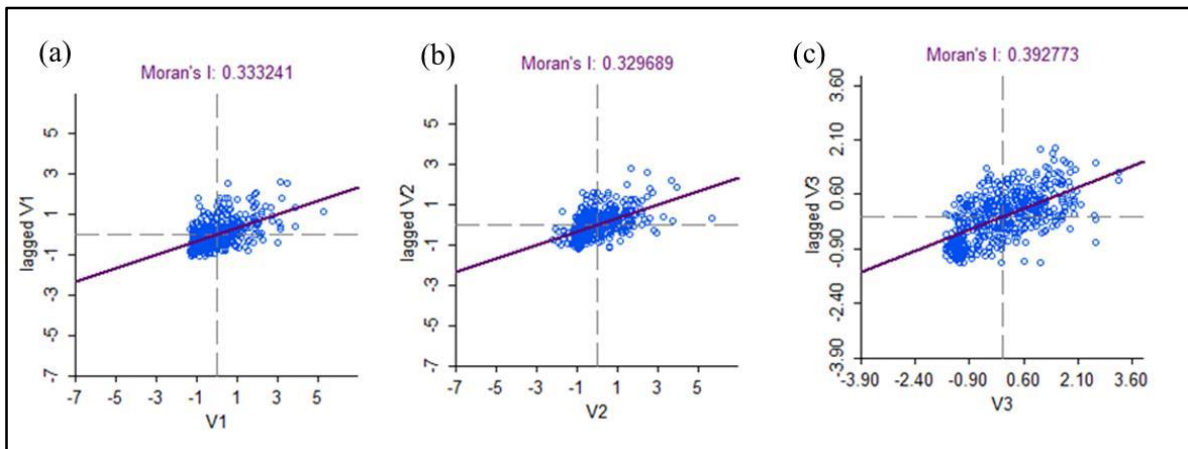 (a)
Moran's I: 0.333241
5
3
1
-1
-3
-5
-7
lagged V1
-7 -5 -3 -1 1 3 5
V1
(b)
Moran's I: 0.329689
5
3
1
-1
-3
-5
-7
lagged V2
-7 -5 -3 -1 1 3 5
V2
(c)
Moran's I: 0.392773
3.60
2.10
0.60
-0.90
-2.40
-3.90
lagged V3
-3.90 -2.40 -0.90 0.60 2.10 3.60
V3